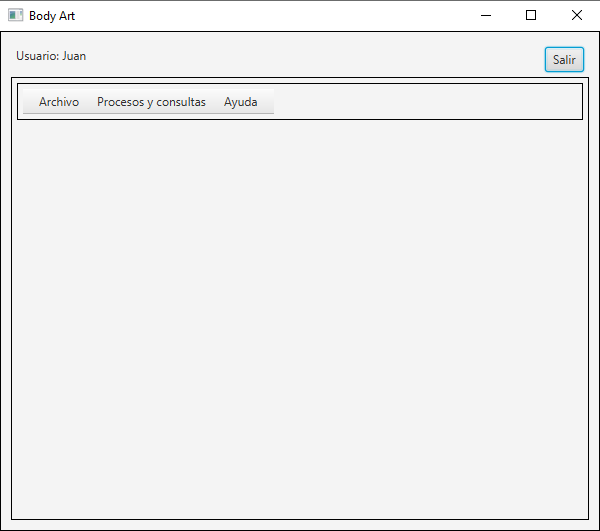 Body Art
Usuario: Juan
Salir
Archivo Procesos y consultas Ayuda